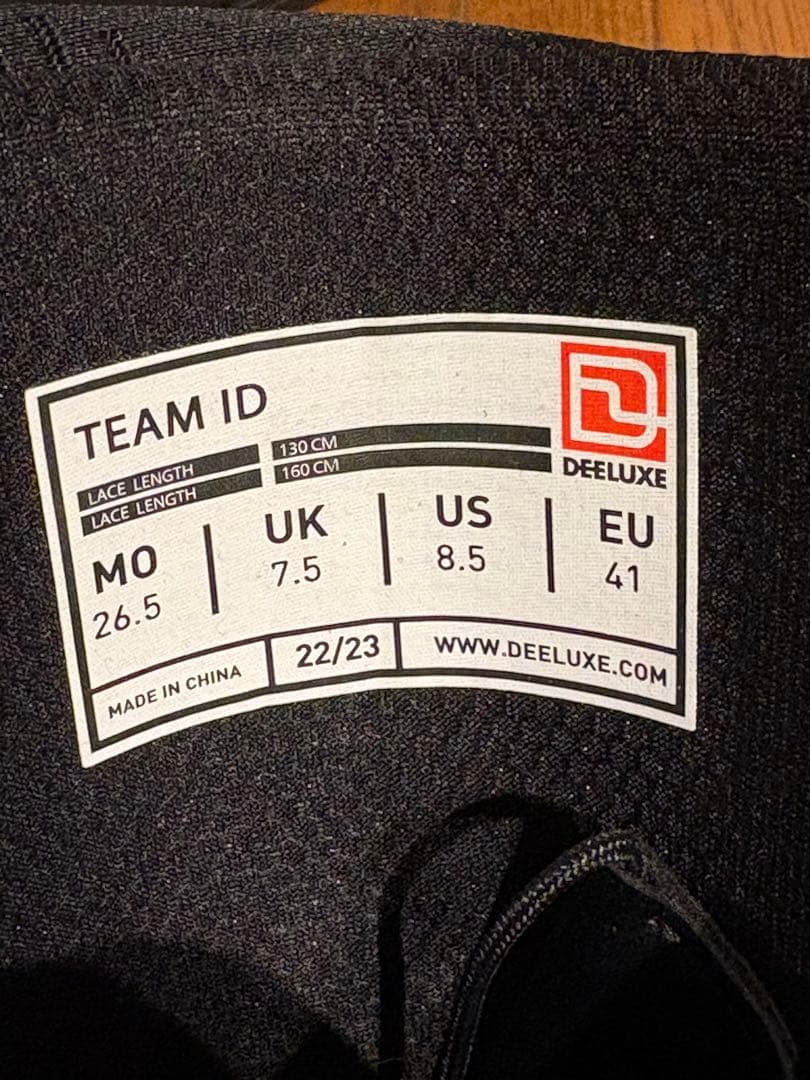 TEAM ID
LACE LENGTH 130 CM
LACE LENGTH 160 CM
DEELUXE
MO UK US EU
26.5 7.5 8.5 41
MADE IN CHINA 22/23 WWW.DEELUXE.COM